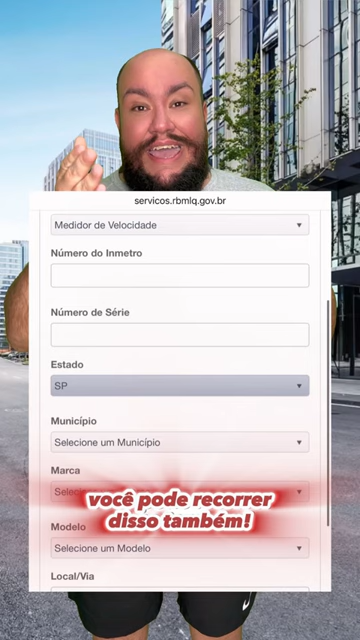 servicos.rbmlq.gov.br
Medidor de Velocidade
Número do Inmetro
Número de Série
Estado
SP
Município
Selecione um Município
Marca
você pode recorrer
disso também!
Modelo
Selecione um Modelo
Local/Via